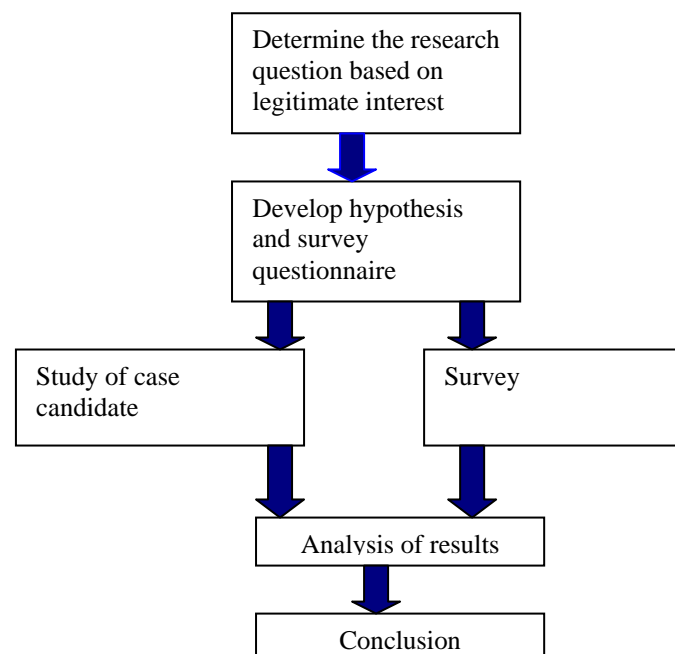 Determine the research
question based on
legitimate interest
Develop hypothesis
and survey
questionnaire
Study of case
candidate
Survey
Analysis of results
Conclusion